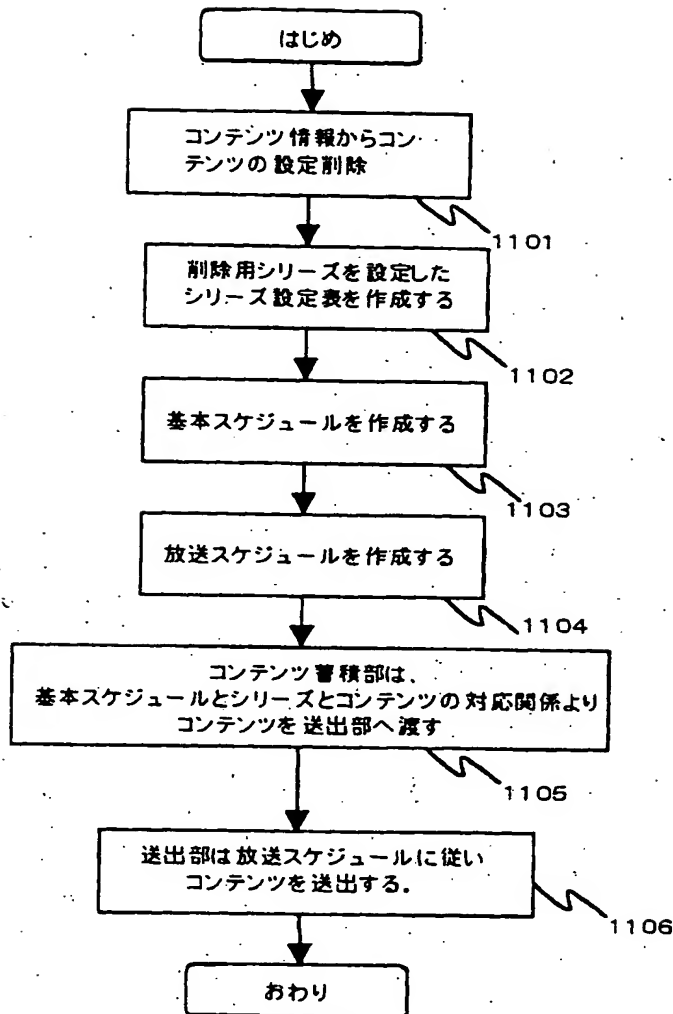 はじめ
コンテンツ情報からコン
テンツの設定削除
1101
削除用シリーズを設定した
シリーズ設定表を作成する
1102
基本スケジュールを作成する
1103
放送スケジュールを作成する
1104
コンテンツ蓄積部は、
基本スケジュールとシリーズとコンテンツの対応関係より
コンテンツを送出部へ渡す
1105
送出部は放送スケジュールに従い
コンテンツを送出する.
1106
おわり